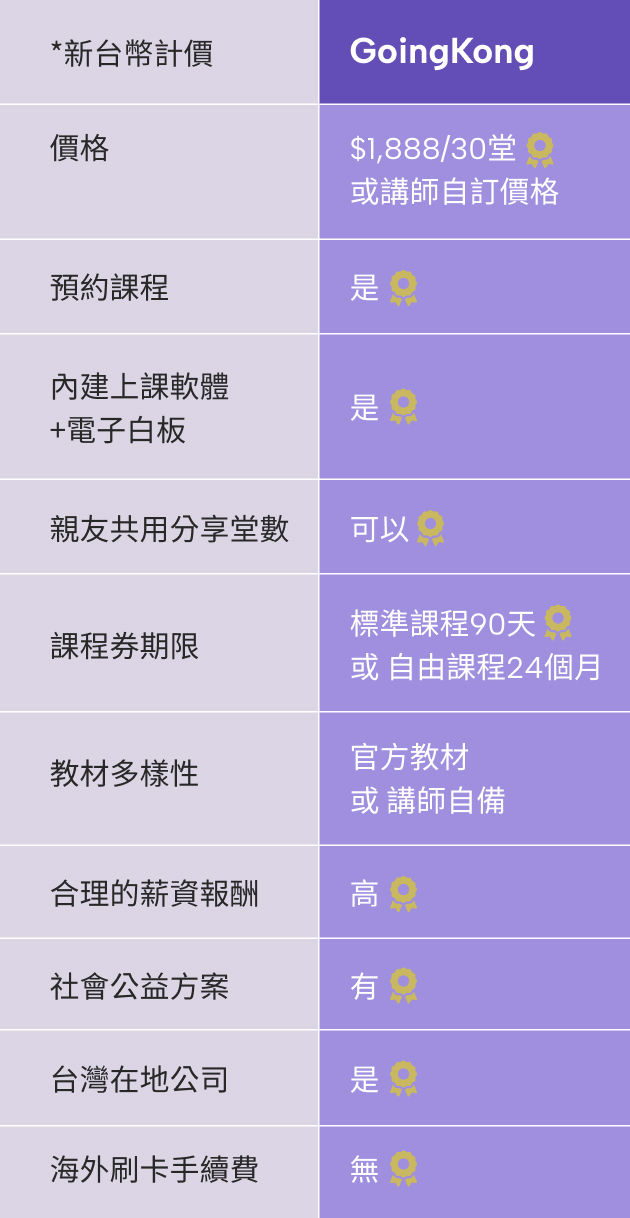 *新台幣計價
GoingKong
價格
$1,888/30堂
或講師自訂價格
預約課程
是
內建上課軟體
+電子白板
是
親友共用分享堂數
可以
課程券期限
標準課程90天
或 自由課程24個月
教材多樣性
官方教材
或 講師自備
合理的薪資報酬
高
社會公益方案
有
台灣在地公司
是
海外刷卡手續費
無